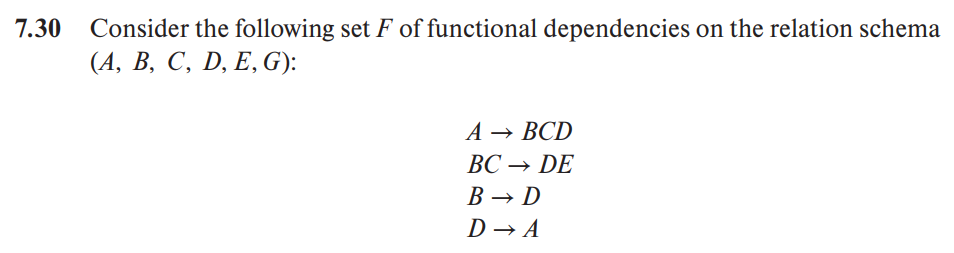 7.30 Consider the following set F of functional dependencies on the relation schema
(A, B, C, D, E, G):
A → BCD
BC → DE
B → D
D → A